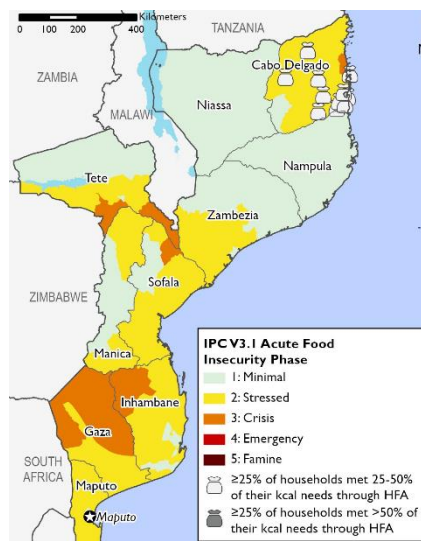 Kilometers
0 100 200 400
TANZANIA
ZAMBIA
Cabo Delgado
MALAWI
Niassa
Nampula
Tete
Zambezia
Sofala
ZIMBABWE
Manica
Inhambane
Gaza
SOUTH
AFRICA
Maputo
Maputo
IPC V3.1 Acute Food
Insecurity Phase
1: Minimal
2: Stressed
3: Crisis
4: Emergency
5: Famine
≥25% of households met 25-50%
of their kcal needs through HFA
≥25% of households met >50% of
their kcal needs through HFA